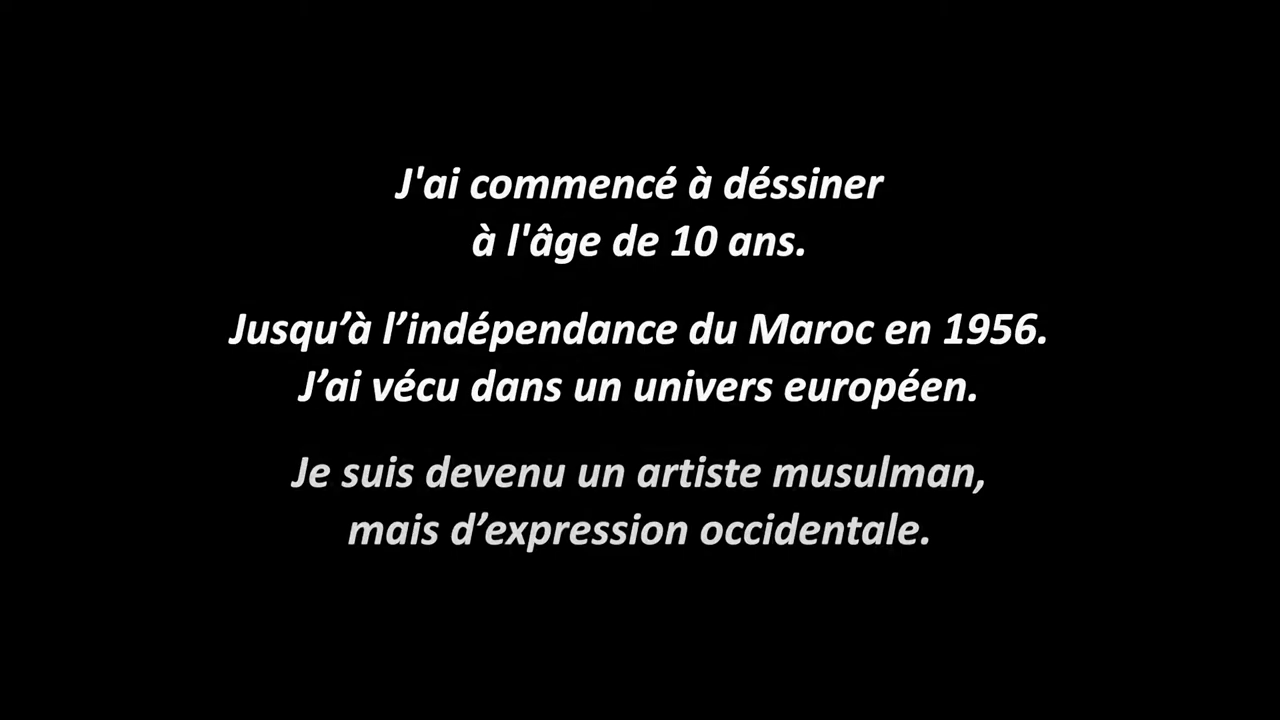 J'ai commencé à déssiner
à l'âge de 10 ans.
Jusqu’à l’indépendance du Maroc en 1956.
J’ai vécu dans un univers européen.
Je suis devenu un artiste musulman,
mais d’expression occidentale.